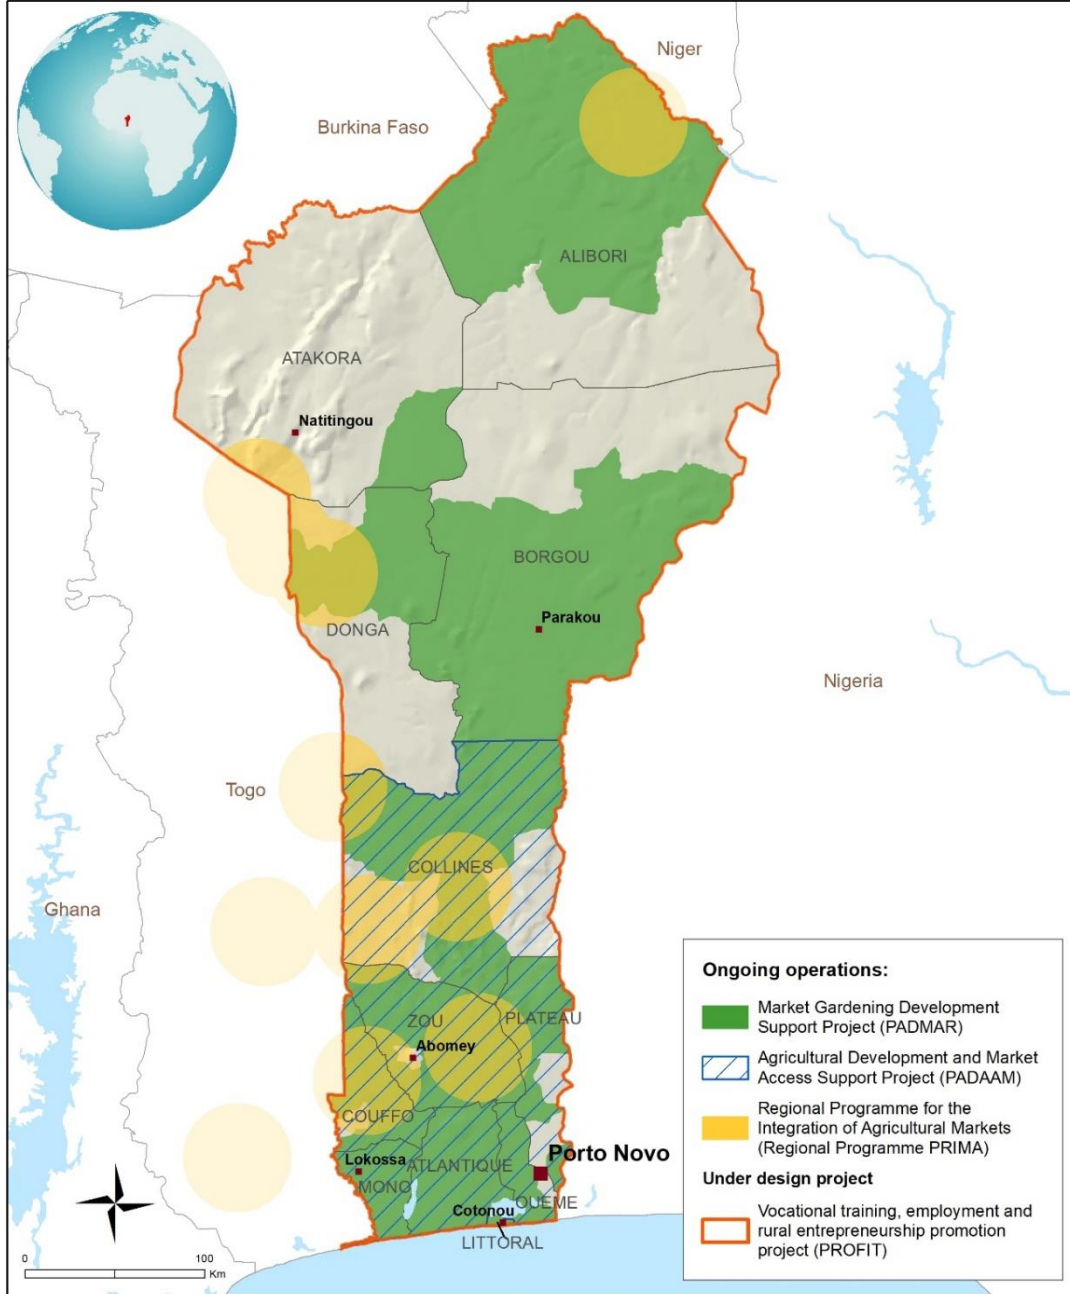 Niger
Burkina Faso
ALIBORI
ATAKORA
Natitingou
BORGOU
Parakou
DONGA
Nigeria
Togo
COLLINES
Ghana
ZOU
PLATEAU
Abomey
COUFFO
Lokossa
ATLANTIQUE
Porto Novo
MONO
OUEME
Cotonou
LITTORAL
0 100
Km
Ongoing operations:
Market Gardening Development
Support Project (PADMAR)
Agricultural Development and Market
Access Support Project (PADAAM)
Regional Programme for the
Integration of Agricultural Markets
(Regional Programme PRIMA)
Under design project
Vocational training, employment and
rural entrepreneurship promotion
project (PROFIT)